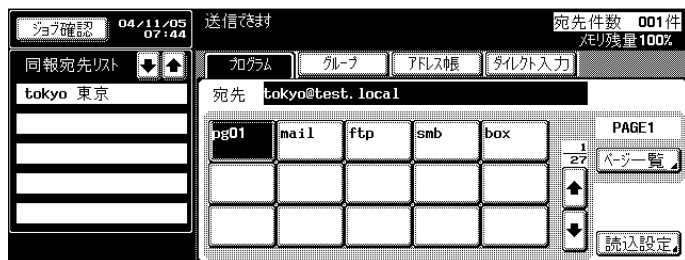 ジョブ確認 04/11/05 07:44
送信できます
宛先件数 001件
メモリ残量100%
同報宛先リスト
プログラム グループ アドレス帳 ダイレクト入力
tokyo 東京
宛先 tokyo@test.local
pg01 mail ftp smb box
PAGE1
1
27
ページ一覧
読込設定